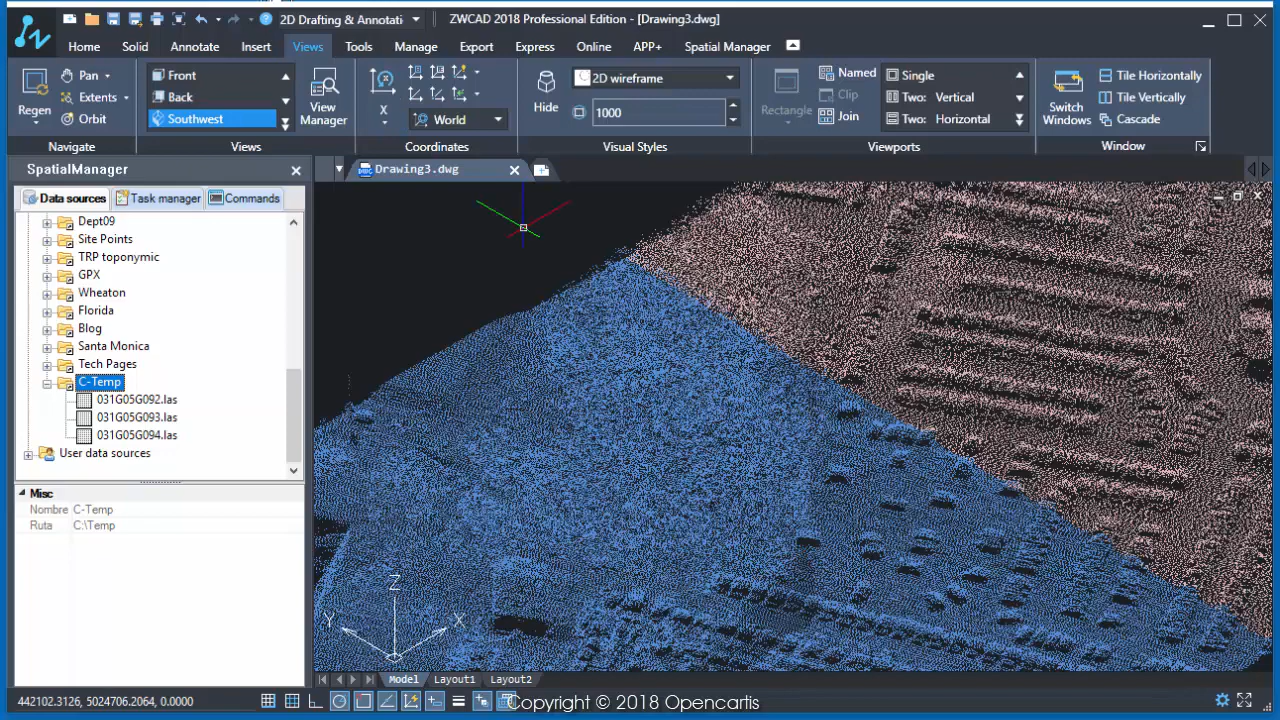 2D Drafting & Annotati
ZWCAD 2018 Professional Edition - [Drawing3.dwg]
Home Solid Annotate Insert Views Tools Manage Export Express Online APP+ Spatial Manager
Regen
Pan
Extents
Orbit
Navigate
Front
Back
Southwest
View
Manager
Views
X
World
Coordinates
Hide
2D wireframe
1000
Visual Styles
Rectangle
Named
Clip
Join
Single
Two: Vertical
Two: Horizontal
Viewports
Switch
Windows
Tile Horizontally
Tile Vertically
Cascade
Window
SpatialManager
Drawing3.dwg
Data sources Task manager Commands
Dept09
Site Points
TRP toponymic
GPX
Wheaton
Florida
Blog
Santa Monica
Tech Pages
C-Temp
031G05G092.las
031G05G093.las
031G05G094.las
User data sources
Misc
Nombre C-Temp
Ruta C:\Temp
Z
Y
X
Model Layout1 Layout2
442102.3126, 5024706.2064, 0.0000
Copyright © 2018 Opencartis